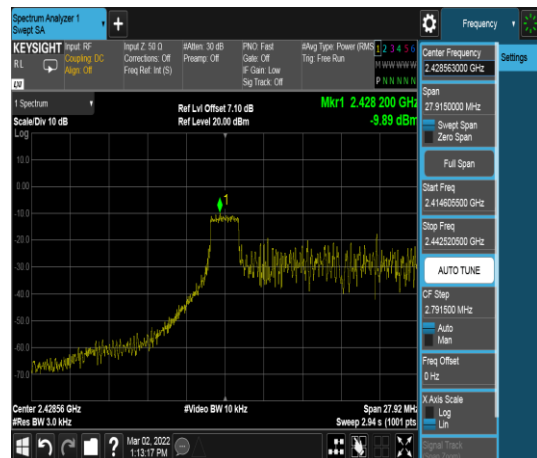 Spectrum Analyzer 1
Swept SA
Frequency
KEYSIGHT
Input: RF
Input Z: 50 Ω
#Atten: 30 dB
PNO: Fast
#Avg Type: Power (RMS
1 2 3 4 5 6
RL
Coupling: DC
Corrections: Off
Preamp: Off
Gate: Off
Trig: Free Run
Align: Off
Freq Ref: Int (S)
IF Gain: Low
M W W W W W
Sig Track: Off
P N N N N N
LXI
1 Spectrum
Ref Lvl Offset 7.10 dB
Mkr1 2.428 200 GHz
Scale/Div 10 dB
Ref Level 20.00 dBm
-9.89 dBm
Log
10.0
0.00
1
-10.0
-20.0
-30.0
-40.0
-50.0
-60.0
-70.0
Center 2.42856 GHz
#Video BW 10 kHz
Span 27.92 MHz
#Res BW 3.0 kHz
Sweep 2.94 s (1001 pts
Mar 02, 2022
1:13:17 PM
?
Center Frequency
2.428563000 GHz
Settings
Span
27.9150000 MHz
Swept Span
Zero Span
Full Span
Start Freq
2.414605500 GHz
Stop Freq
2.442520500 GHz
AUTO TUNE
CF Step
2.791500 MHz
Auto
Man
Freq Offset
0 Hz
X Axis Scale
Log
Lin
Signal Track